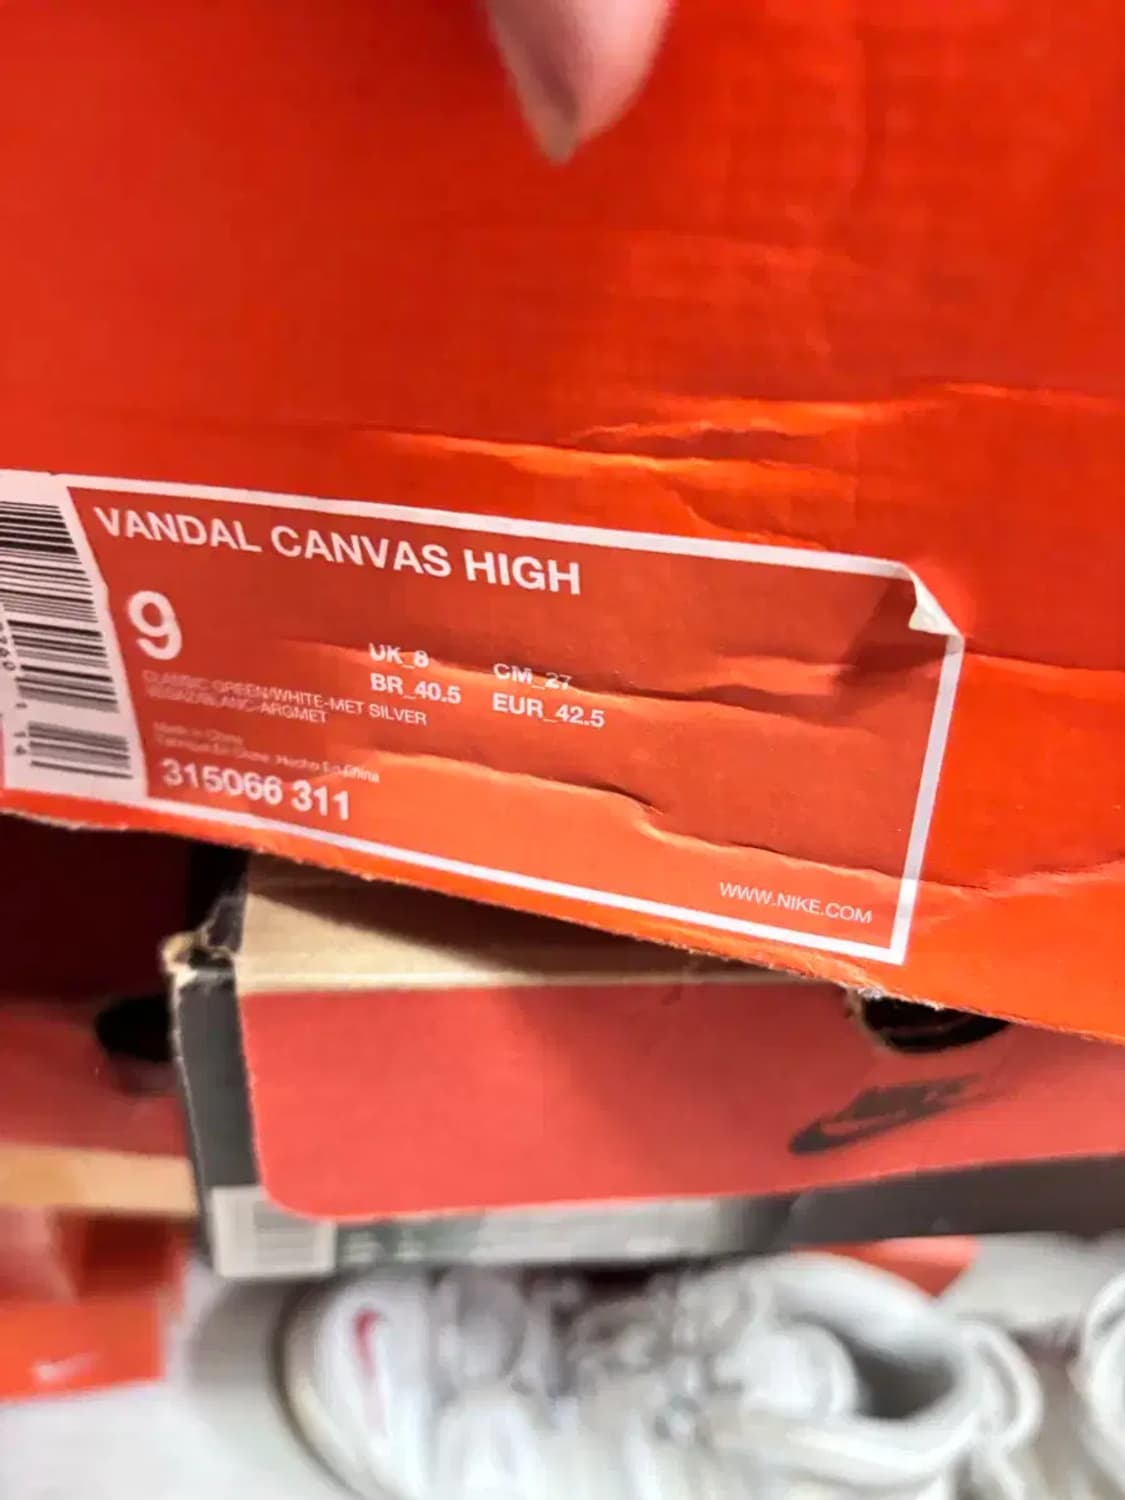 VANDAL CANVAS HIGH
9
UK_8 CM_27
BR_40.5 EUR_42.5
CLASSIC GREEN/WHITE-MET SILVER
Made in China
315066 311
WWW.NIKE.COM